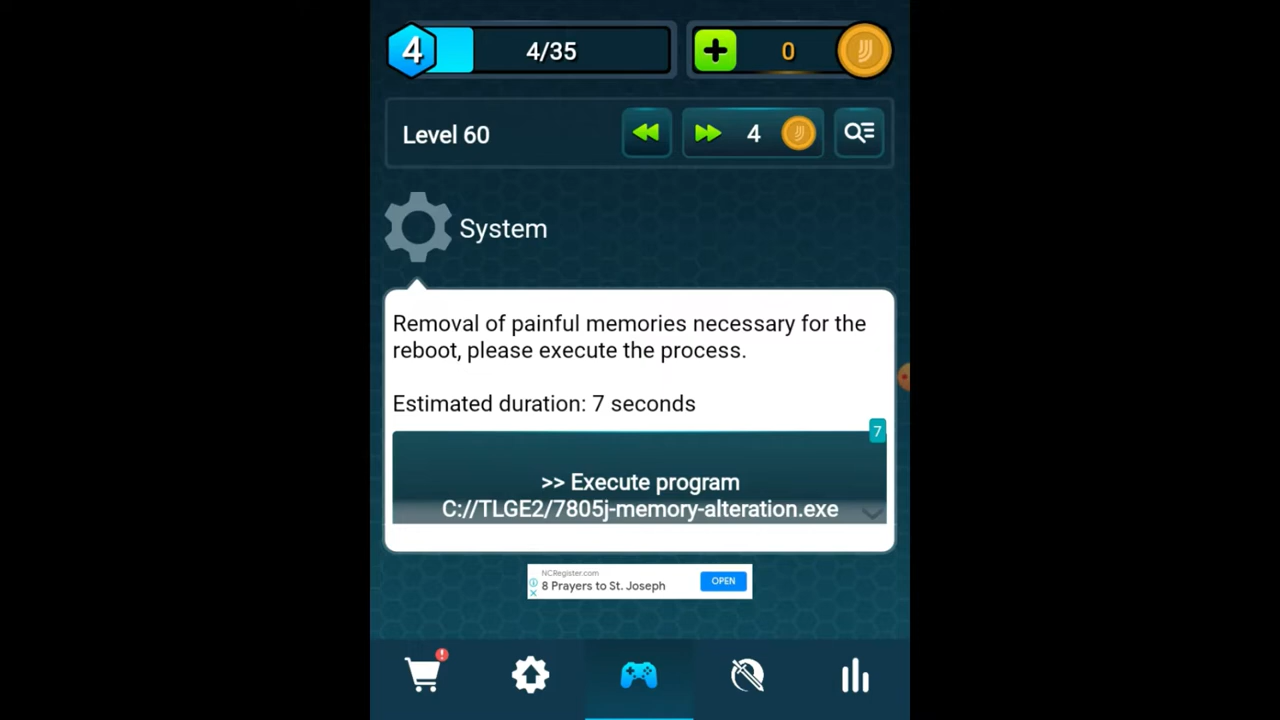 4
4/35
0
Level 60
4
System
Removal of painful memories necessary for the
reboot, please execute the process.
Estimated duration: 7 seconds
7
>> Execute program
C://TLGE2/7805j-memory-alteration.exe
NCRegister.com
8 Prayers to St. Joseph
OPEN